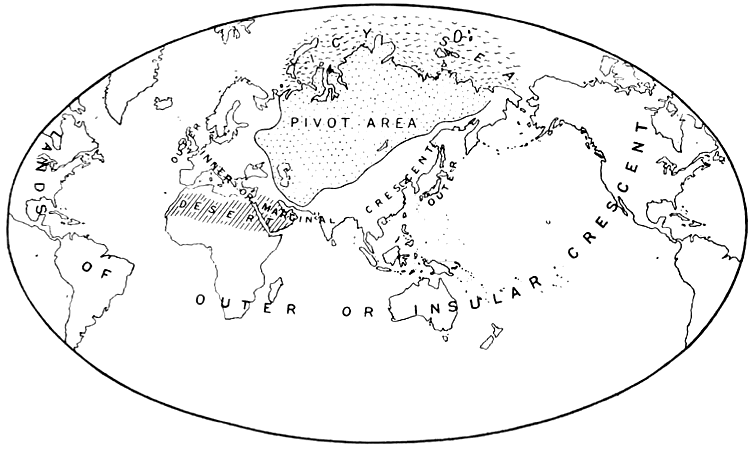 ICY SEA
PIVOT AREA
OUTER
INNER OR MARGINAL CRESCENT
OUTER
DESERT
LANDS OF OUTER OR INSULAR CRESCENT